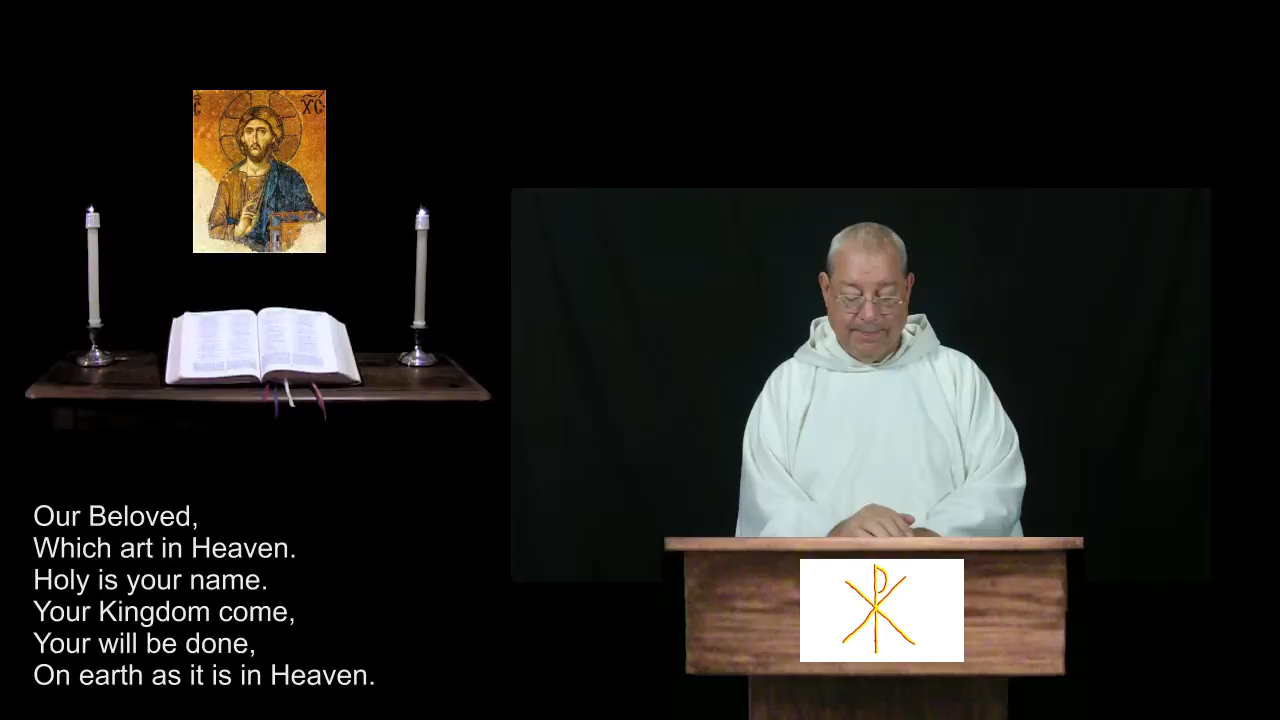 XC
Our Beloved,
Which art in Heaven.
Holy is your name.
Your Kingdom come,
Your will be done,
On earth as it is in Heaven.